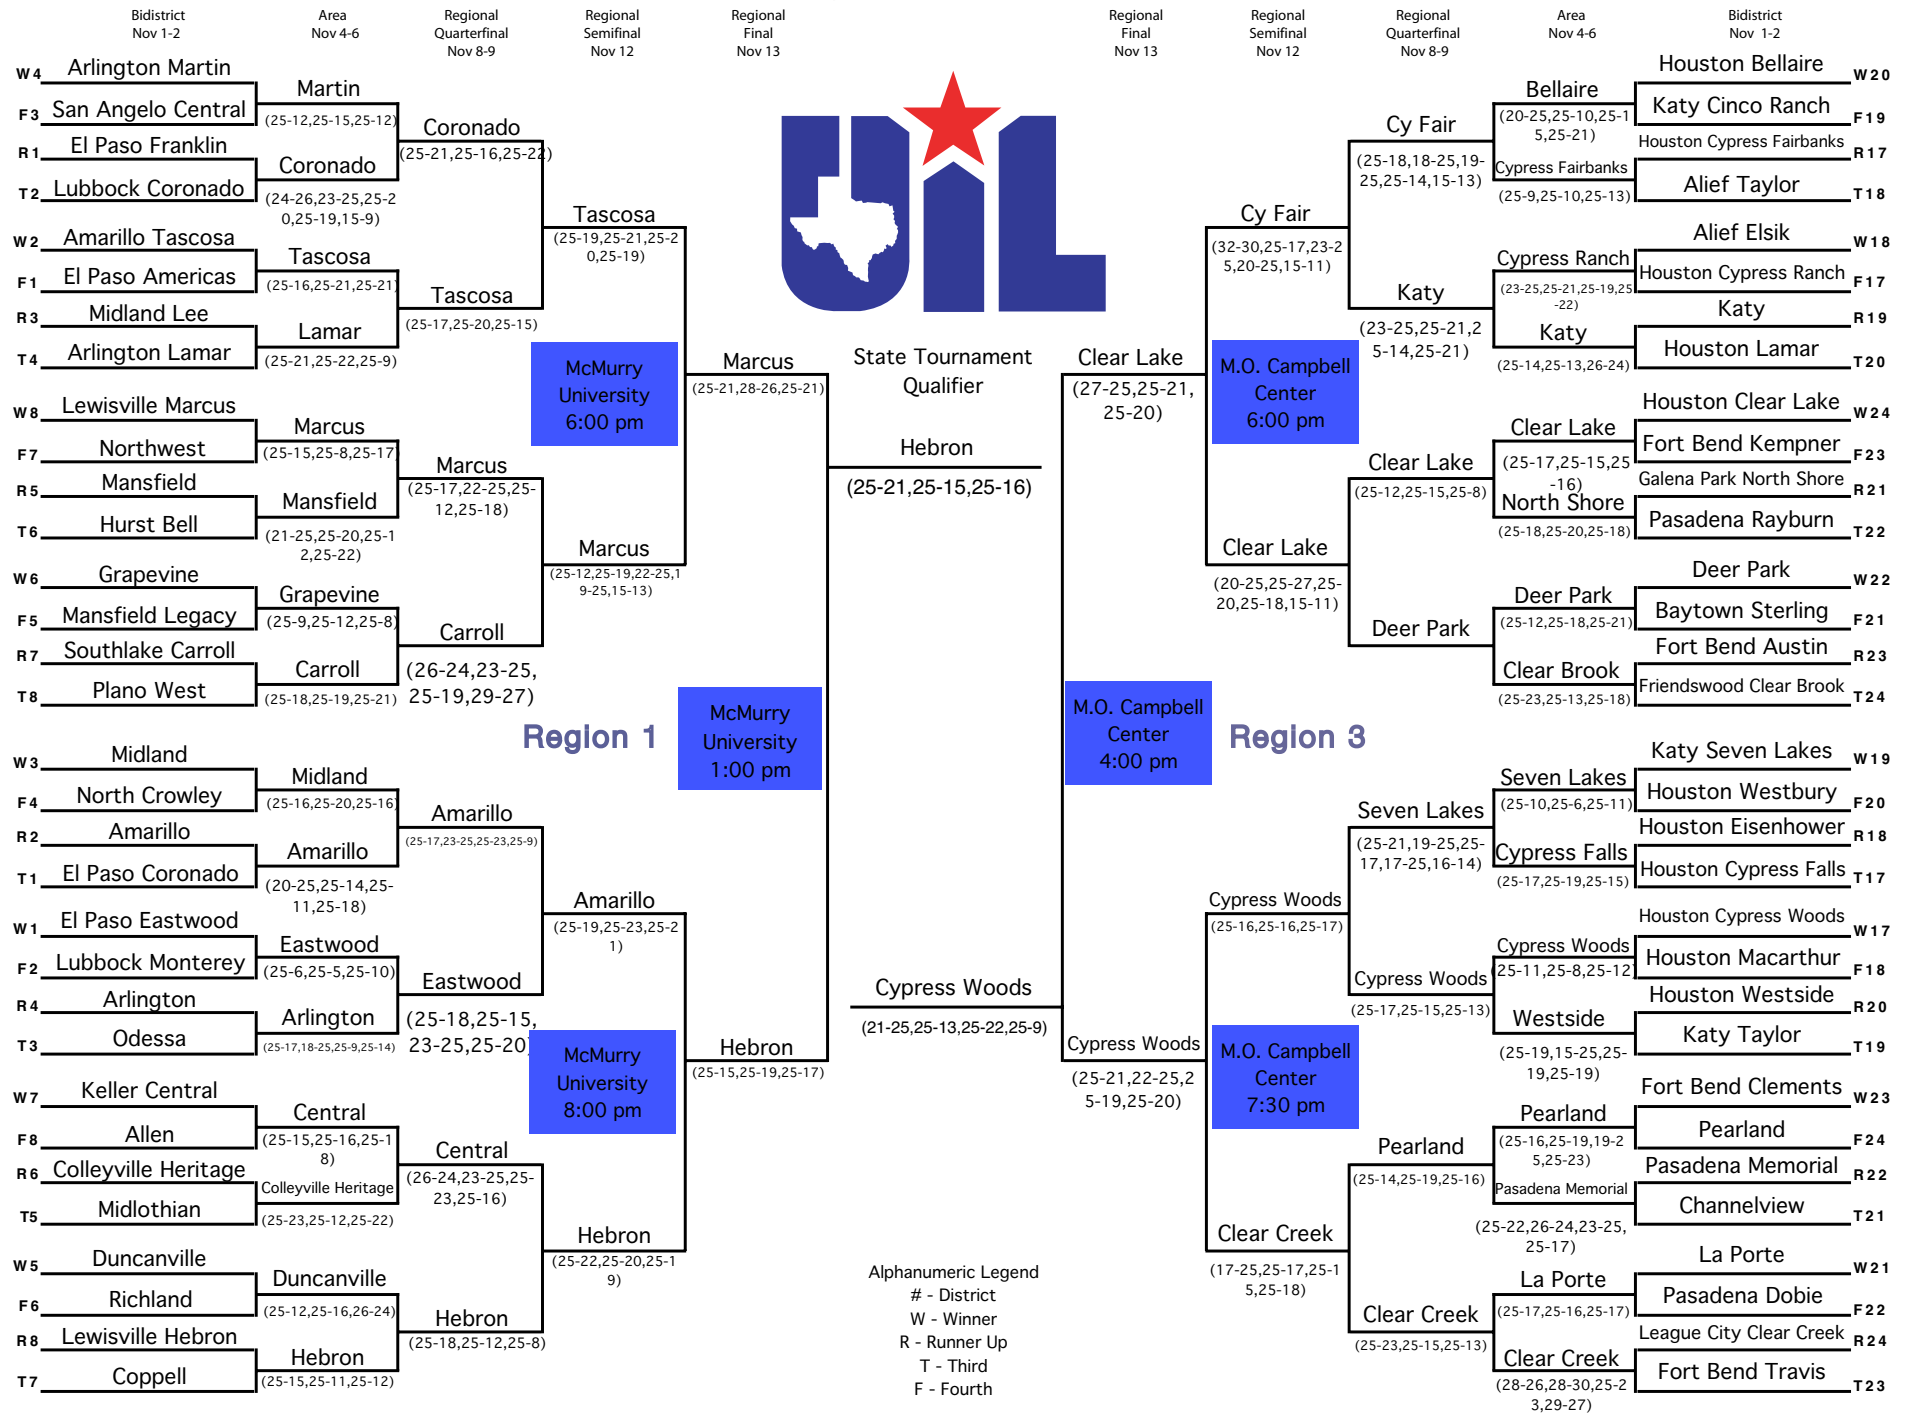 Bidistrict
Nov 1-2
Area
Nov 4-6
Regional
Quarterfinal
Nov 8-9
Regional
Semifinal
Nov 12
Regional
Final
Nov 13
Regional
Final
Nov 13
Regional
Semifinal
Nov 12
Regional
Quarterfinal
Nov 8-9
Area
Nov 4-6
Bidistrict
Nov 1-2
W4 Arlington Martin
F3 San Angelo Central
R1 El Paso Franklin
T2 Lubbock Coronado
W2 Amarillo Tascosa
F1 El Paso Americas
R3 Midland Lee
T4 Arlington Lamar
W8 Lewisville Marcus
F7 Northwest
R5 Mansfield
T6 Hurst Bell
W6 Grapevine
F5 Mansfield Legacy
R7 Southlake Carroll
T8 Plano West
W3 Midland
F4 North Crowley
R2 Amarillo
T1 El Paso Coronado
W1 El Paso Eastwood
F2 Lubbock Monterey
R4 Arlington
T3 Odessa
W7 Keller Central
F8 Allen
R6 Colleyville Heritage
T5 Midlothian
W5 Duncanville
F6 Richland
R8 Lewisville Hebron
T7 Coppell
Martin
(25-12,25-15,25-12)
Coronado
(24-26,23-25,25-2
0,25-19,15-9)
Tascosa
(25-16,25-21,25-21)
Lamar
(25-21,25-22,25-9)
Marcus
(25-15,25-8,25-17)
Mansfield
(21-25,25-20,25-1
2,25-22)
Grapevine
(25-9,25-12,25-8)
Carroll
(25-18,25-19,25-21)
Midland
(25-16,25-20,25-16)
Amarillo
(20-25,25-14,25-
11,25-18)
Eastwood
(25-6,25-5,25-10)
Arlington
(25-17,18-25,25-9,25-14)
Central
(25-15,25-16,25-1
8)
Colleyville Heritage
(25-23,25-12,25-22)
Duncanville
(25-12,25-16,26-24)
Hebron
(25-15,25-11,25-12)
Coronado
(25-21,25-16,25-22)
Tascosa
(25-17,25-20,25-15)
Marcus
(25-17,22-25,25-
12,25-18)
Carroll
(26-24,23-25,
25-19,29-27)
Amarillo
(25-17,23-25,25-23,25-9)
Eastwood
(25-18,25-15,
23-25,25-20)
Central
(26-24,23-25,25-
23,25-16)
Hebron
(25-18,25-12,25-8)
Tascosa
(25-19,25-21,25-2
0,25-19)
McMurry
University
6:00 pm
Marcus
(25-12,25-19,22-25,1
9-25,15-13)
Region 1
Amarillo
(25-19,25-23,25-2
1)
McMurry
University
8:00 pm
Hebron
(25-22,25-20,25-1
9)
Marcus
(25-21,28-26,25-21)
McMurry
University
1:00 pm
Hebron
(25-15,25-19,25-17)
UIL
State Tournament
Qualifier
Hebron
(25-21,25-15,25-16)
Cypress Woods
(21-25,25-13,25-22,25-9)
Alphanumeric Legend
# - District
W - Winner
R - Runner Up
T - Third
F - Fourth
Clear Lake
(27-25,25-21,
25-20)
M.O. Campbell
Center
4:00 pm
Cypress Woods
(25-21,22-25,2
5-19,25-20)
Cy Fair
(32-30,25-17,23-2
5,20-25,15-11)
M.O. Campbell
Center
6:00 pm
Clear Lake
(20-25,25-27,25-
20,25-18,15-11)
Region 3
Cypress Woods
(25-16,25-16,25-17)
M.O. Campbell
Center
7:30 pm
Clear Creek
(17-25,25-17,25-1
5,25-18)
Cy Fair
(25-18,18-25,19-
25,25-14,15-13)
Katy
(23-25,25-21,2
5-14,25-21)
Clear Lake
(25-12,25-15,25-8)
Deer Park
Seven Lakes
(25-21,19-25,25-
17,17-25,16-14)
Cypress Woods
(25-17,25-15,25-13)
Pearland
(25-14,25-19,25-16)
Clear Creek
(25-23,25-15,25-13)
Bellaire
(20-25,25-10,25-1
5,25-21)
Cypress Fairbanks
(25-9,25-10,25-13)
Cypress Ranch
(23-25,25-21,25-19,25
-22)
Katy
(25-14,25-13,26-24)
Clear Lake
(25-17,25-15,25
-16)
North Shore
(25-18,25-20,25-18)
Deer Park
(25-12,25-18,25-21)
Clear Brook
(25-23,25-13,25-18)
Seven Lakes
(25-10,25-6,25-11)
Cypress Falls
(25-17,25-19,25-15)
Cypress Woods
(25-11,25-8,25-12)
Westside
(25-19,15-25,25-
19,25-19)
Pearland
(25-16,25-19,19-2
5,25-23)
Pasadena Memorial
(25-22,26-24,23-25,
25-17)
La Porte
(25-17,25-16,25-17)
Clear Creek
(28-26,28-30,25-2
3,29-27)
Houston Bellaire W20
Katy Cinco Ranch F19
Houston Cypress Fairbanks R17
Alief Taylor T18
Alief Elsik W18
Houston Cypress Ranch F17
Katy R19
Houston Lamar T20
Houston Clear Lake W24
Fort Bend Kempner F23
Galena Park North Shore R21
Pasadena Rayburn T22
Deer Park W22
Baytown Sterling F21
Fort Bend Austin R23
Friendswood Clear Brook T24
Katy Seven Lakes W19
Houston Westbury F20
Houston Eisenhower R18
Houston Cypress Falls T17
Houston Cypress Woods W17
Houston Macarthur F18
Houston Westside R20
Katy Taylor T19
Fort Bend Clements W23
Pearland F24
Pasadena Memorial R22
Channelview T21
La Porte W21
Pasadena Dobie F22
League City Clear Creek R24
Fort Bend Travis T23